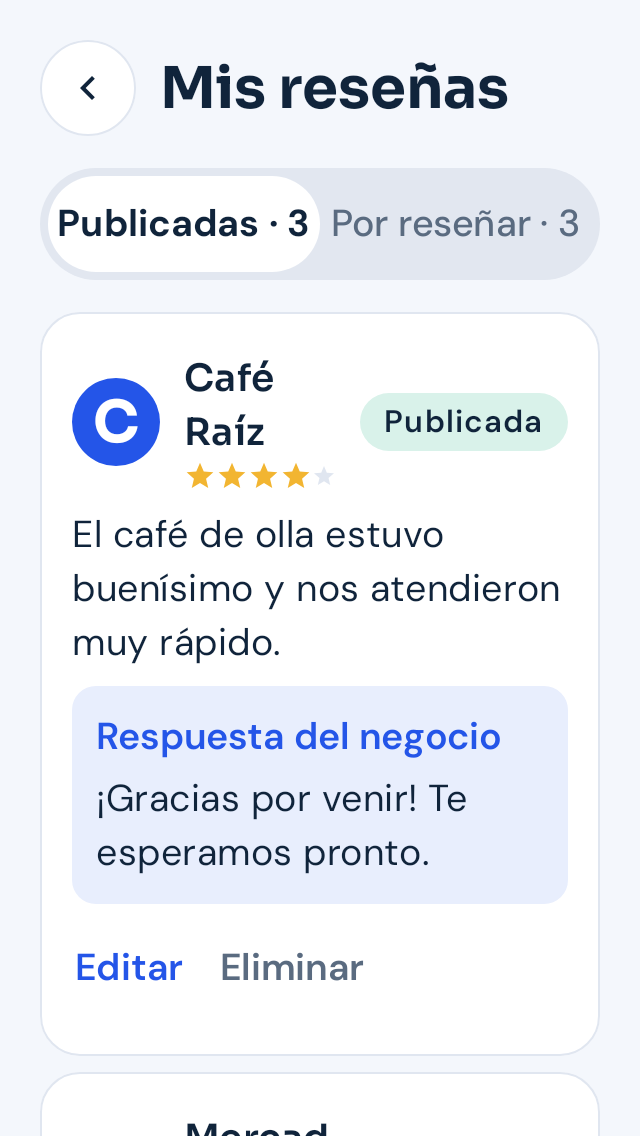 Mis reseñas
Publicadas · 3
Por reseñar · 3
C
Café
Raíz
Publicada
El café de olla estuvo
buenísimo y nos atendieron
muy rápido.
Respuesta del negocio
¡Gracias por venir! Te
esperamos pronto.
Editar
Eliminar